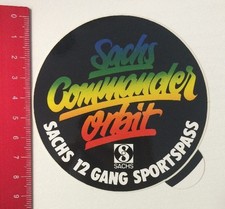 Sachs
Commander
Orbit
SACHS 12 GANG SPORTSPASS
SACHS